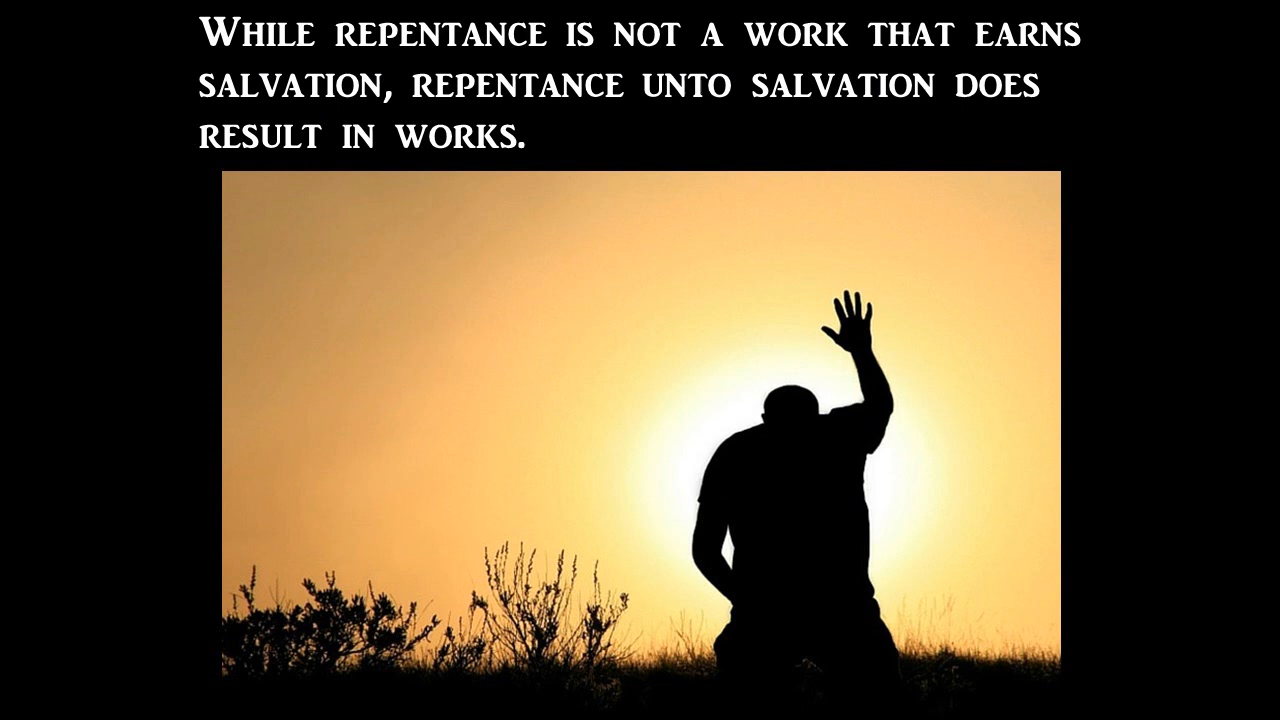 While repentance is not a work that earns
salvation, repentance unto salvation does
result in works.